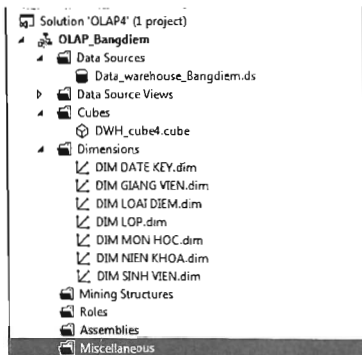 Solution 'OLAP4' (1 project)
OLAP_Bangdiem
Data Sources
Data_warehouse_Bangdiem.ds
Data Source Views
Cubes
DWH_cube4.cube
Dimensions
DIM DATE KEY.dim
DIM GIANG VIEN.dim
DIM LOAI DIEM.dim
DIM LOP.dim
DIM MON HOC.dim
DIM NIEN KHOA.dim
DIM SINH VIEN.dim
Mining Structures
Roles
Assemblies
Miscellaneous